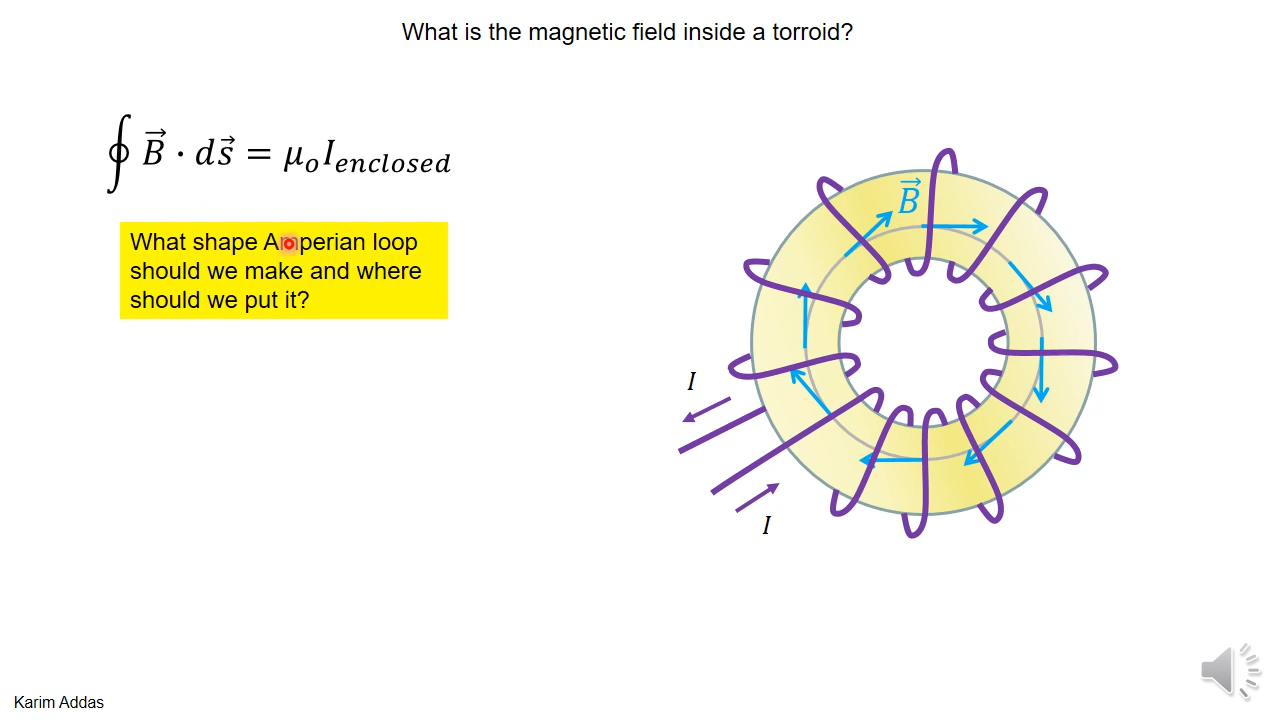 What is the magnetic field inside a torroid?
∮ B⃗ · ds⃗ = μₒI_enclosed
What shape Amperian loop
should we make and where
should we put it?
B⃗
I
I
Karim Addas